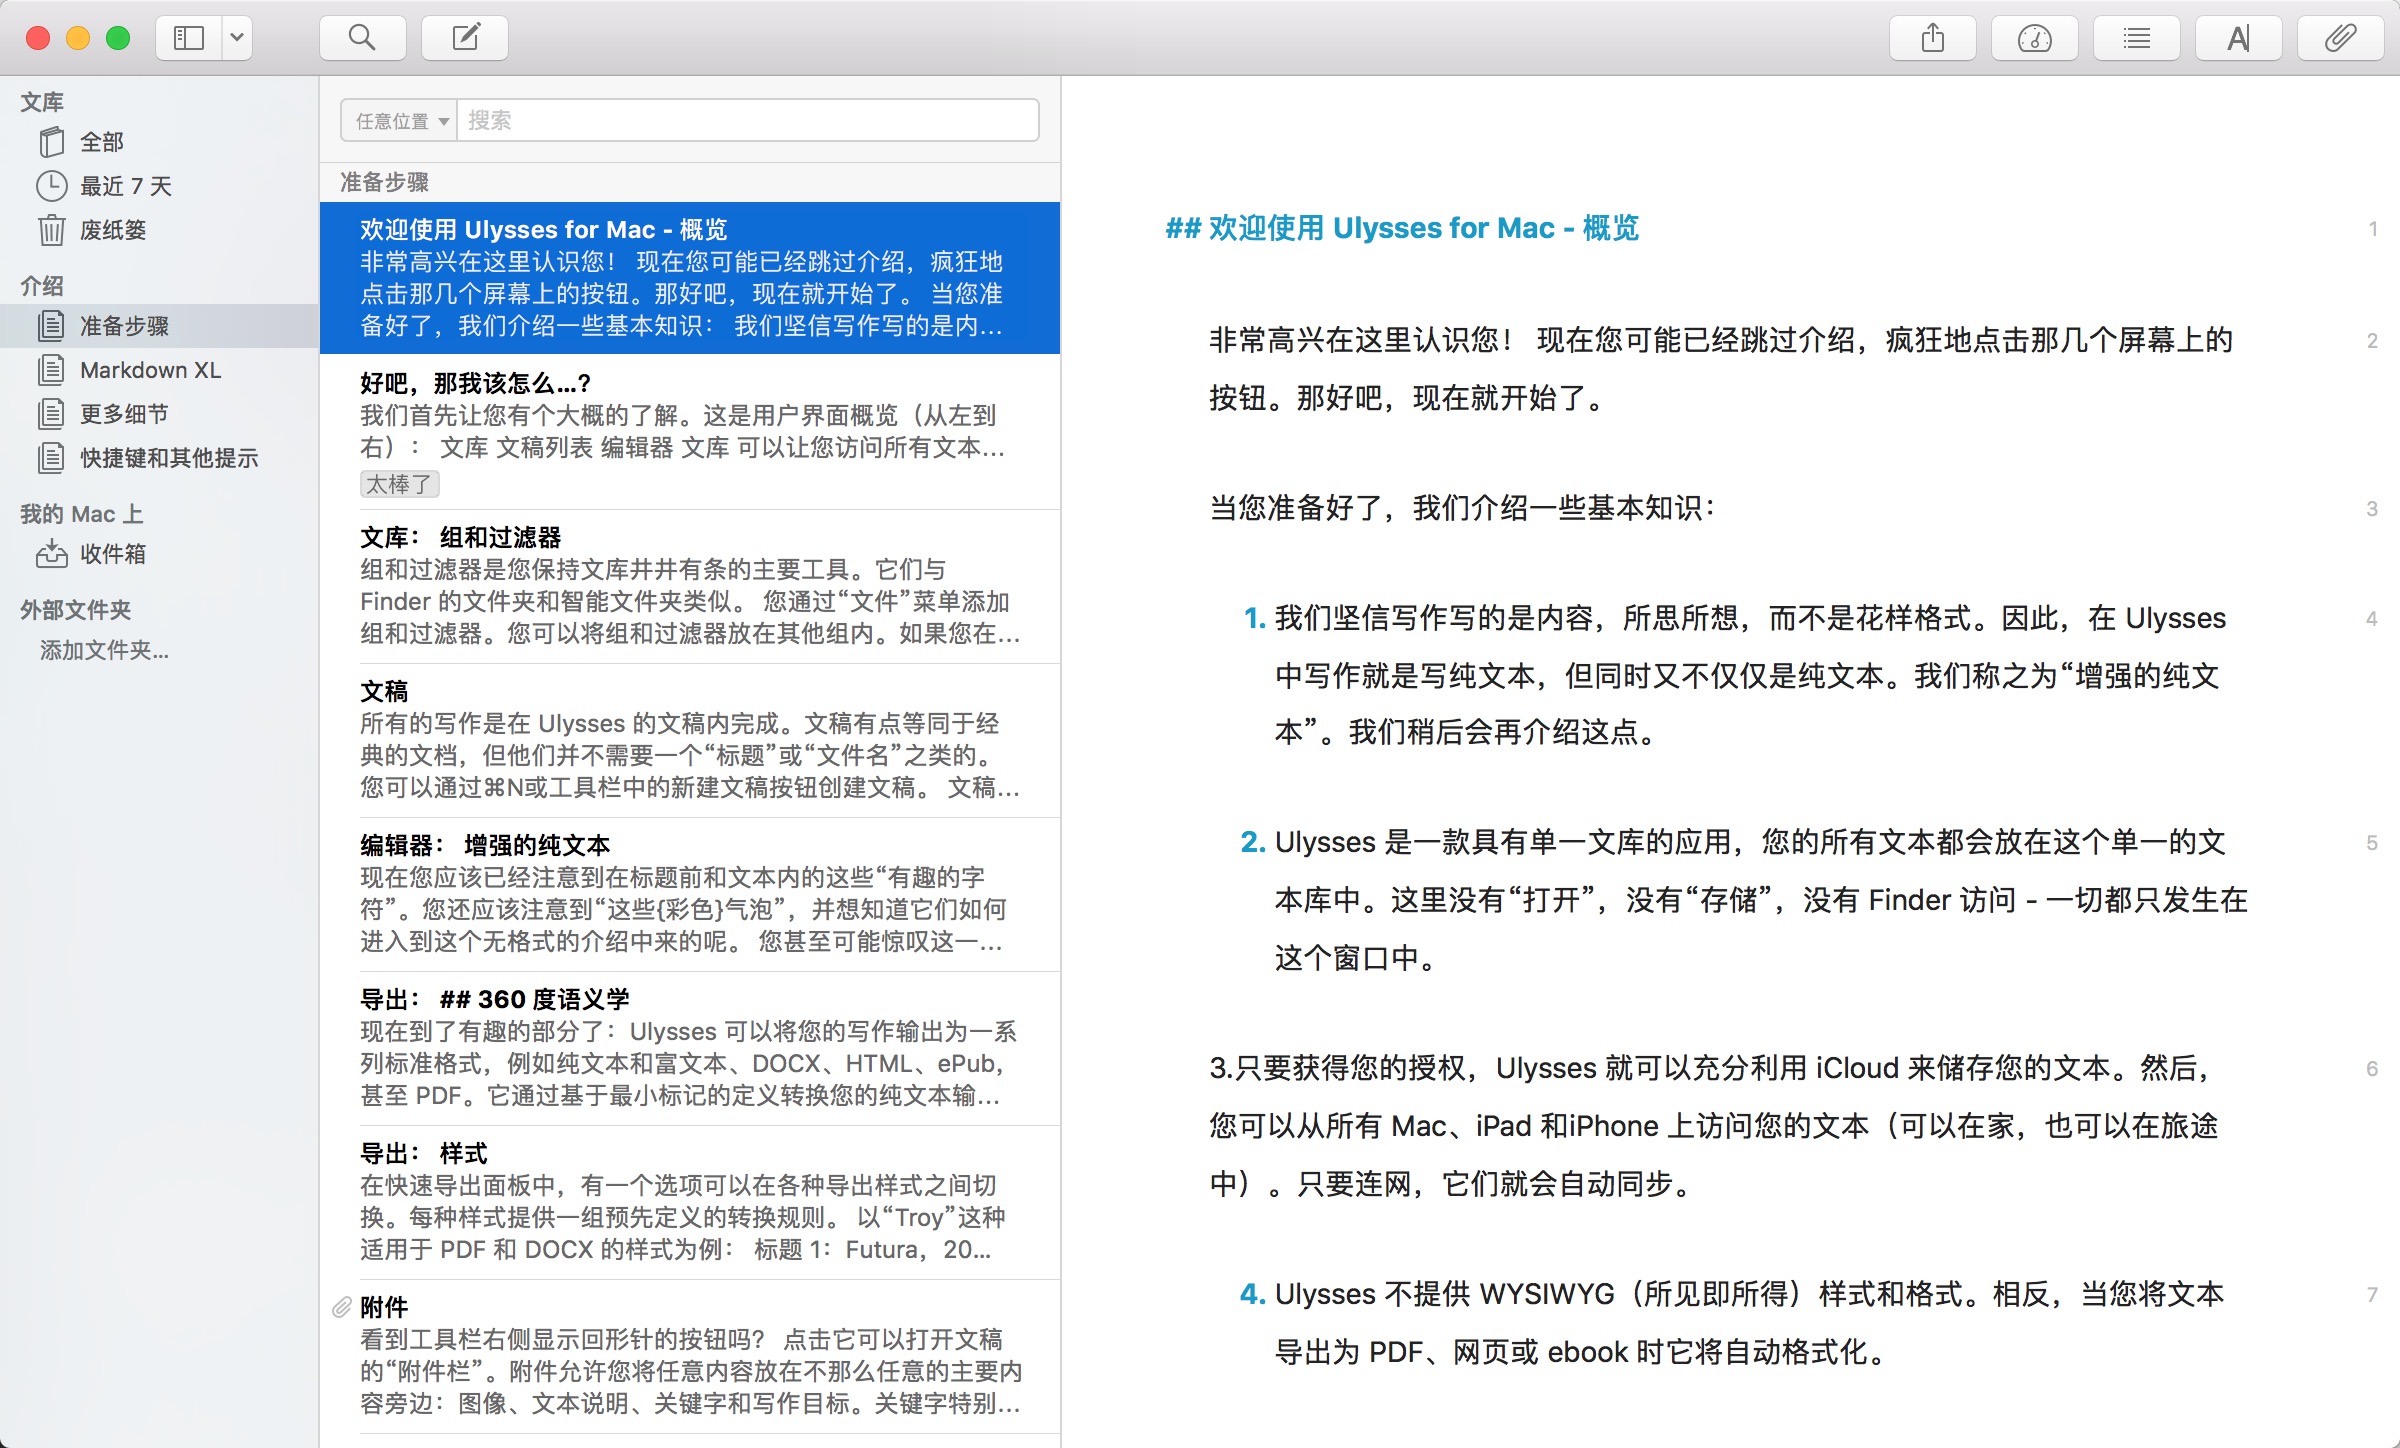 文库
全部
最近 7 天
废纸篓
介绍
准备步骤
Markdown XL
更多细节
快捷键和其他提示
我的 Mac 上
收件箱
外部文件夹
添加文件夹...
任意位置
搜索
准备步骤
欢迎使用 Ulysses for Mac - 概览
非常高兴在这里认识您！ 现在您可能已经跳过介绍，疯狂地
点击那几个屏幕上的按钮。那好吧，现在就开始了。 当您准
备好了，我们介绍一些基本知识： 我们坚信写作写的是内...
好吧，那我该怎么...?
我们首先让您有个大概的了解。这是用户界面概览（从左到
右）： 文库 文稿列表 编辑器 文库 可以让您访问所有文本...
太棒了
文库： 组和过滤器
组和过滤器是您保持文库井井有条的主要工具。它们与
Finder 的文件夹和智能文件夹类似。 您通过“文件”菜单添加
组和过滤器。您可以将组和过滤器放在其他组内。如果您在...
文稿
所有的写作是在 Ulysses 的文稿内完成。文稿有点等同于经
典的文档，但他们并不需要一个“标题”或“文件名”之类的。
您可以通过⌘N或工具栏中的新建文稿按钮创建文稿。 文稿...
编辑器： 增强的纯文本
现在您应该已经注意到在标题前和文本内的这些“有趣的字
符”。您还应该注意到“这些{彩色}气泡”，并想知道它们如何
进入到这个无格式的介绍中来的呢。 您甚至可能惊叹这一...
导出： ## 360 度语义学
现在到了有趣的部分了：Ulysses 可以将您的写作输出为一系
列标准格式，例如纯文本和富文本、DOCX、HTML、ePub，
甚至 PDF。它通过基于最小标记的定义转换您的纯文本输...
导出： 样式
在快速导出面板中，有一个选项可以在各种导出样式之间切
换。每种样式提供一组预先定义的转换规则。 以“Troy”这种
适用于 PDF 和 DOCX 的样式为例： 标题 1：Futura，20...
附件
看到工具栏右侧显示回形针的按钮吗？ 点击它可以打开文稿
的“附件栏”。附件允许您将任意内容放在不那么任意的主要内
容旁边：图像、文本说明、关键字和写作目标。关键字特别...
## 欢迎使用 Ulysses for Mac - 概览 1
非常高兴在这里认识您！ 现在您可能已经跳过介绍，疯狂地点击那几个屏幕上的 2
按钮。那好吧，现在就开始了。
当您准备好了，我们介绍一些基本知识： 3
1. 我们坚信写作写的是内容，所思所想，而不是花样格式。因此，在 Ulysses 4
中写作就是写纯文本，但同时又不仅仅是纯文本。我们称之为“增强的纯文
本”。我们稍后会再介绍这点。
2. Ulysses 是一款具有单一文库的应用，您的所有文本都会放在这个单一的文 5
本库中。这里没有“打开”，没有“存储”，没有 Finder 访问 - 一切都只发生在
这个窗口中。
3.只要获得您的授权，Ulysses 就可以充分利用 iCloud 来储存您的文本。然后， 6
您可以从所有 Mac、iPad 和iPhone 上访问您的文本（可以在家，也可以在旅途
中）。只要连网，它们就会自动同步。
4. Ulysses 不提供 WYSIWYG（所见即所得）样式和格式。相反，当您将文本 7
导出为 PDF、网页或 ebook 时它将自动格式化。